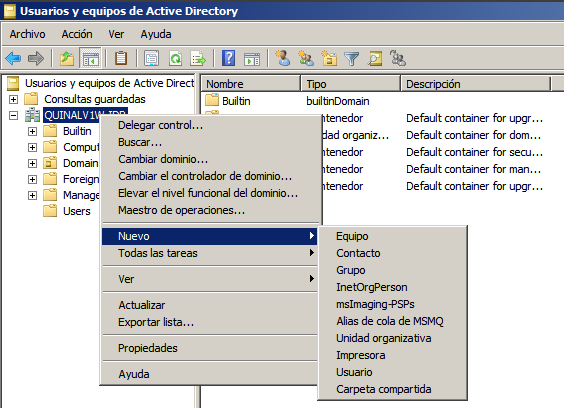 Usuarios y equipos de Active Directory
Archivo Acción Ver Ayuda
Usuarios y equipos de Active Direct
Consultas guardadas
QUINALV1W.IDP
Builtin
Comput
Domain
Foreign
Manage
Users
Nombre Tipo Descripción
Builtin builtinDomain
ntenedor Default container for upgr...
idad organiz... Default container for dom...
ntenedor Default container for secu...
ntenedor Default container for man...
ntenedor Default container for upgr...
Delegar control...
Buscar...
Cambiar dominio...
Cambiar el controlador de dominio...
Elevar el nivel funcional del dominio...
Maestro de operaciones...
Nuevo
Todas las tareas
Ver
Actualizar
Exportar lista...
Propiedades
Ayuda
Equipo
Contacto
Grupo
InetOrgPerson
msImaging-PSPs
Alias de cola de MSMQ
Unidad organizativa
Impresora
Usuario
Carpeta compartida